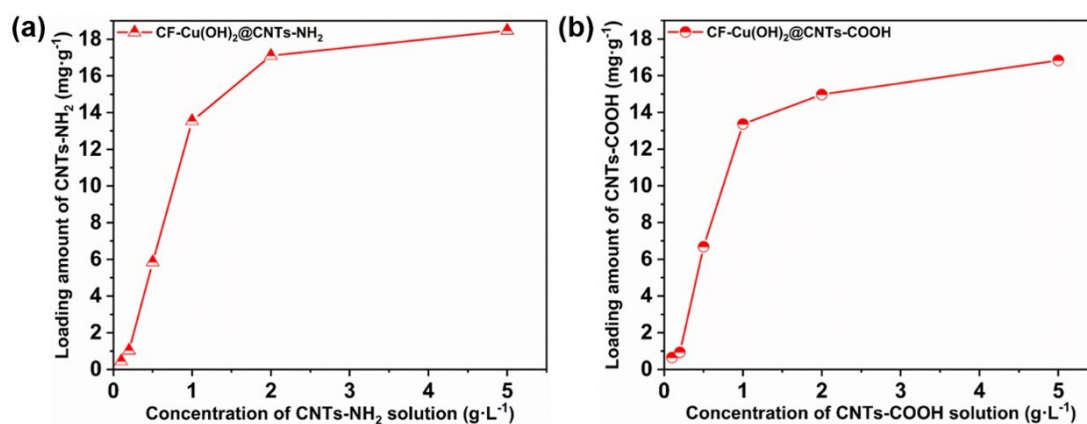 (a)
CF-Cu(OH)₂@CNTs-NH₂
Loading amount of CNTs-NH₂ (mg·g⁻¹)
18
16
14
12
10
8
6
4
2
0
0 1 2 3 4 5
Concentration of CNTs-NH₂ solution (g·L⁻¹)
(b)
CF-Cu(OH)₂@CNTs-COOH
Loading amount of CNTs-COOH (mg·g⁻¹)
18
16
14
12
10
8
6
4
2
0
0 1 2 3 4 5
Concentration of CNTs-COOH solution (g·L⁻¹)